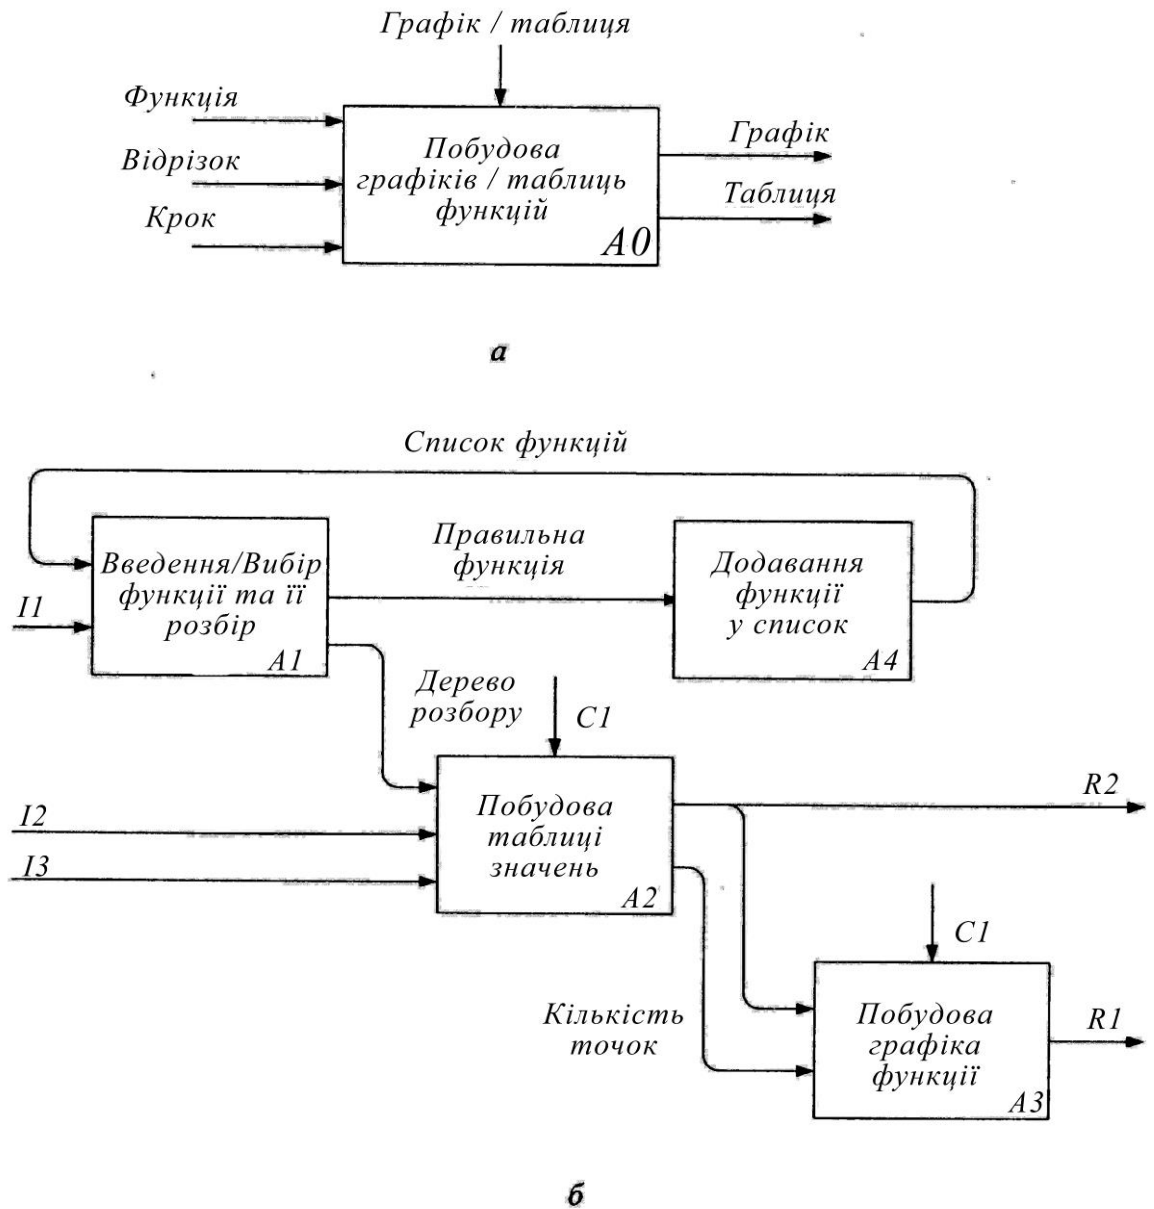 Графік / таблиця
Функція
Відрізок
Крок
Побудова
графіків / таблиць
функцій
A0
Графік
Таблиця
а
Список функцій
Введення/Вибір
функції та її
розбір
A1
I1
Правильна
функція
Додавання
функції
у список
A4
Дерево
розбору
C1
I2
I3
Побудова
таблиці
значень
A2
R2
C1
Кількість
точок
Побудова
графіка
функції
A3
R1
б